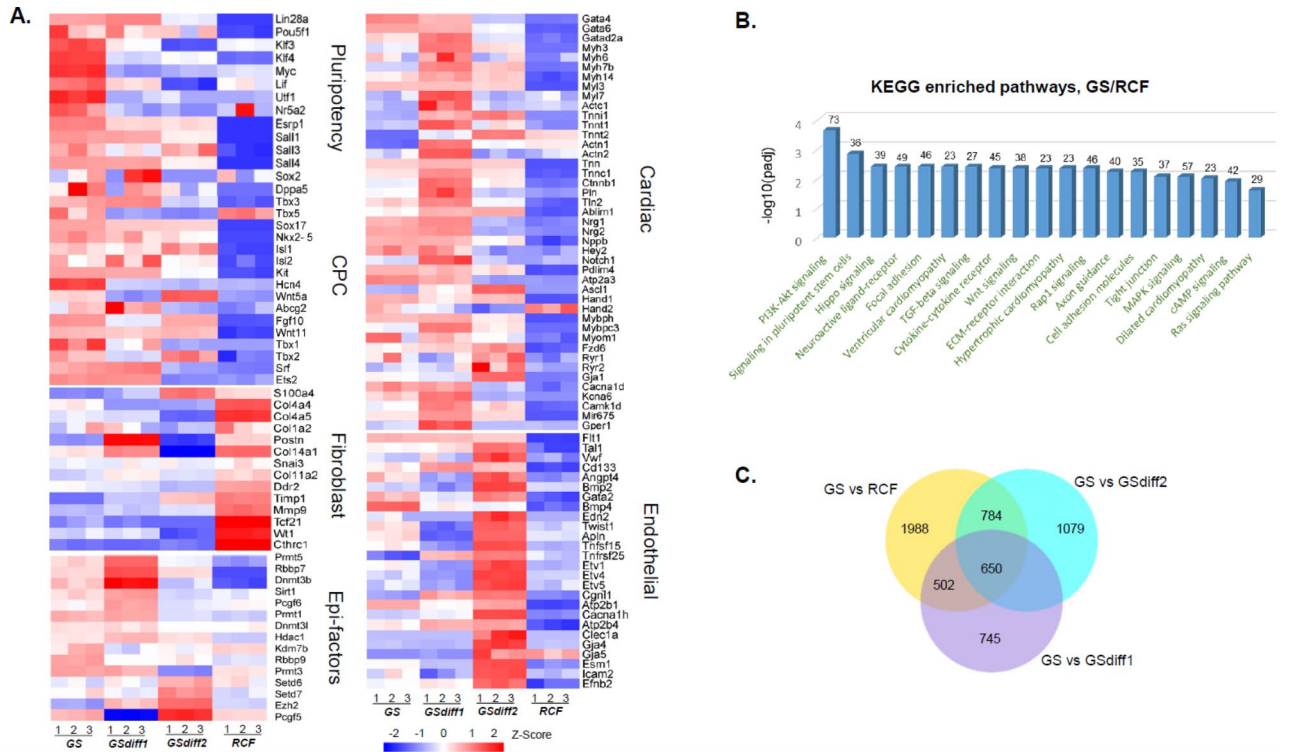 A.
Lin28a
Pou5f1
Klf3
Klf4
Myc
Lif
Utf1
Nr5a2
Esrp1
Sall1
Sall3
Sall4
Sox2
Dppa5
Tbx3
Tbx5
Sox17
Nkx2- 5
Isl1
Isl2
Kit
Hcn4
Wnt5a
Abcg2
Fgf10
Wnt11
Tbx1
Tbx2
Srf
Ets2
Pluripotency
CPC
S100a4
Col4a4
Col4a5
Col1a2
Postn
Col14a1
Snai3
Col11a2
Ddr2
Timp1
Mmp9
Tcf21
Wt1
Cthrc1
Fibroblast
Prmt5
Rbbp7
Dnmt3b
Sirt1
Pcgf6
Prmt1
Dnmt3l
Hdac1
Kdm7b
Rbbp9
Prmt3
Setd6
Setd7
Ezh2
Pcgf5
Epi-factors
1 2 3 1 2 3 1 2 3 1 2 3
GS GSdiff1 GSdiff2 RCF
Gata4
Gata6
Gatad2a
Myh3
Myh6
Myh7b
Myh14
Myl3
Myl7
Actc1
Tnni1
Tnnt1
Tnnt2
Actn1
Actn2
Tnn
Tnnc1
Ctnnb1
Pln
Tln2
Ablim1
Nrg1
Nrg2
Nppb
Hey2
Notch1
Pdlim4
Atp2a3
Ascl1
Hand1
Hand2
Mybph
Mybpc3
Myom1
Fzd6
Ryr1
Ryr2
Gja1
Cacna1d
Kcna6
Camk1d
Mir675
Gper1
Cardiac
Flt1
Tal1
Vwf
Cd133
Angpt4
Bmp2
Gata2
Bmp4
Edn2
Twist1
Apln
Tnfsf15
Tnfrsf25
Etv1
Etv4
Etv5
Cgnl1
Atp2b1
Cacna1h
Atp2b4
Clec1a
Gja4
Gja5
Esm1
Icam2
Efnb2
Endothelial
1 2 3 1 2 3 1 2 3 1 2 3
GS GSdiff1 GSdiff2 RCF
-2 -1 0 1 2 Z-Score
B.
KEGG enriched pathways, GS/RCF
-log10(padj)
4
3
2
1
0
73 36 39 49 46 23 27 45 38 23 23 46 40 35 37 57 23 42 29
PI3K-Akt signaling
Signaling in pluripotent stem cells
Hippo signaling
Neuroactive ligand-receptor
Focal adhesion
Ventricular cardiomyopathy
TGF-beta signaling
Cytokine-cytokine receptor
Wnt signaling
ECM-receptor interaction
Hypertrophic cardiomyopathy
Rap1 signaling
Axon guidance
Cell adhesion molecules
Tight junction
MAPK signaling
Dilated cardiomyopathy
cAMP signaling
Ras signaling pathway
C.
GS vs RCF
GS vs GSdiff2
1988
784
1079
502
650
745
GS vs GSdiff1